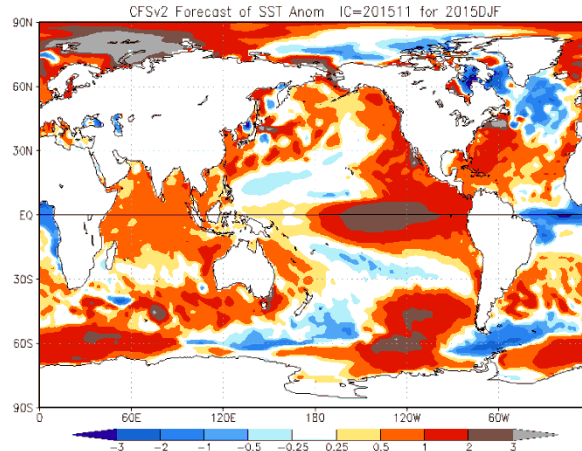 CFSv2 Forecast of SST Anom IC=201511 for 2015DJF
90N
60N
30N
EQ
30S
60S
90S
0 60E 120E 180 120W 60W
-3 -2 -1 -0.5 -0.25 0.25 0.5 1 2 3